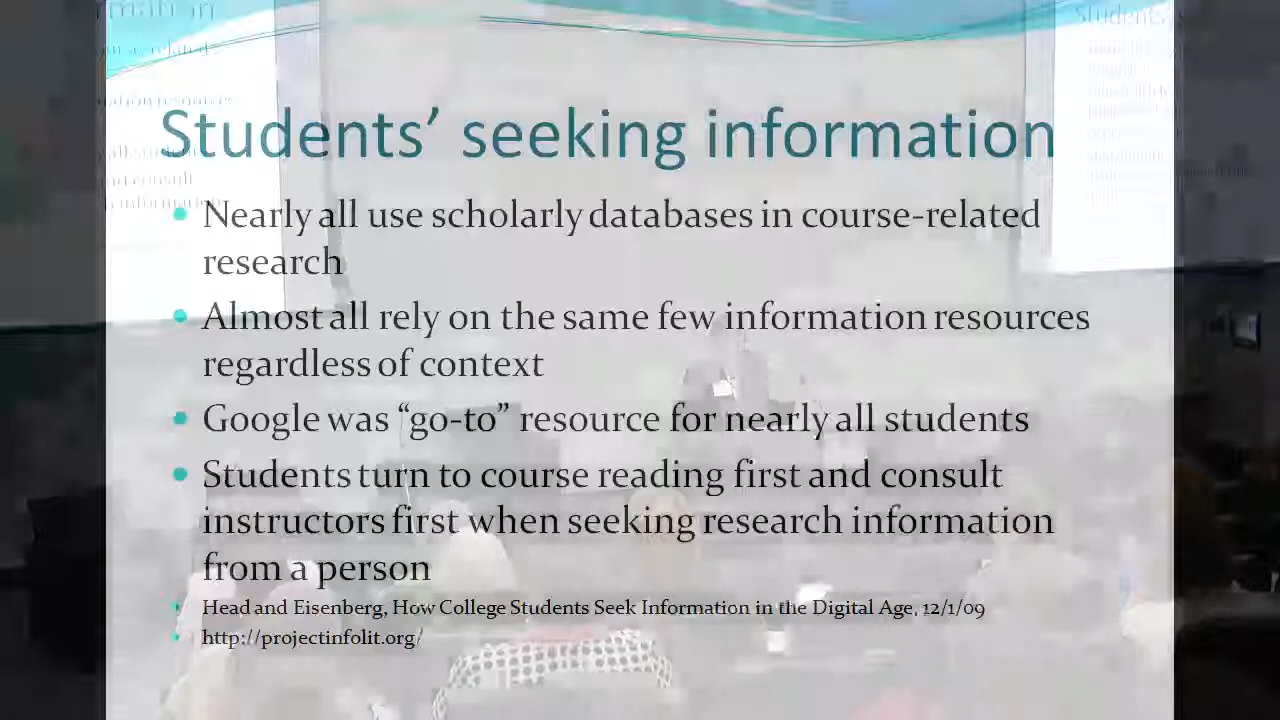 Students’ seeking information
• Nearly all use scholarly databases in course-related
research
• Almost all rely on the same few information resources
regardless of context
• Google was “go-to” resource for nearly all students
• Students turn to course reading first and consult
instructors first when seeking research information
from a person
• Head and Eisenberg, How College Students Seek Information in the Digital Age, 12/1/09
• http://projectinfolit.org/